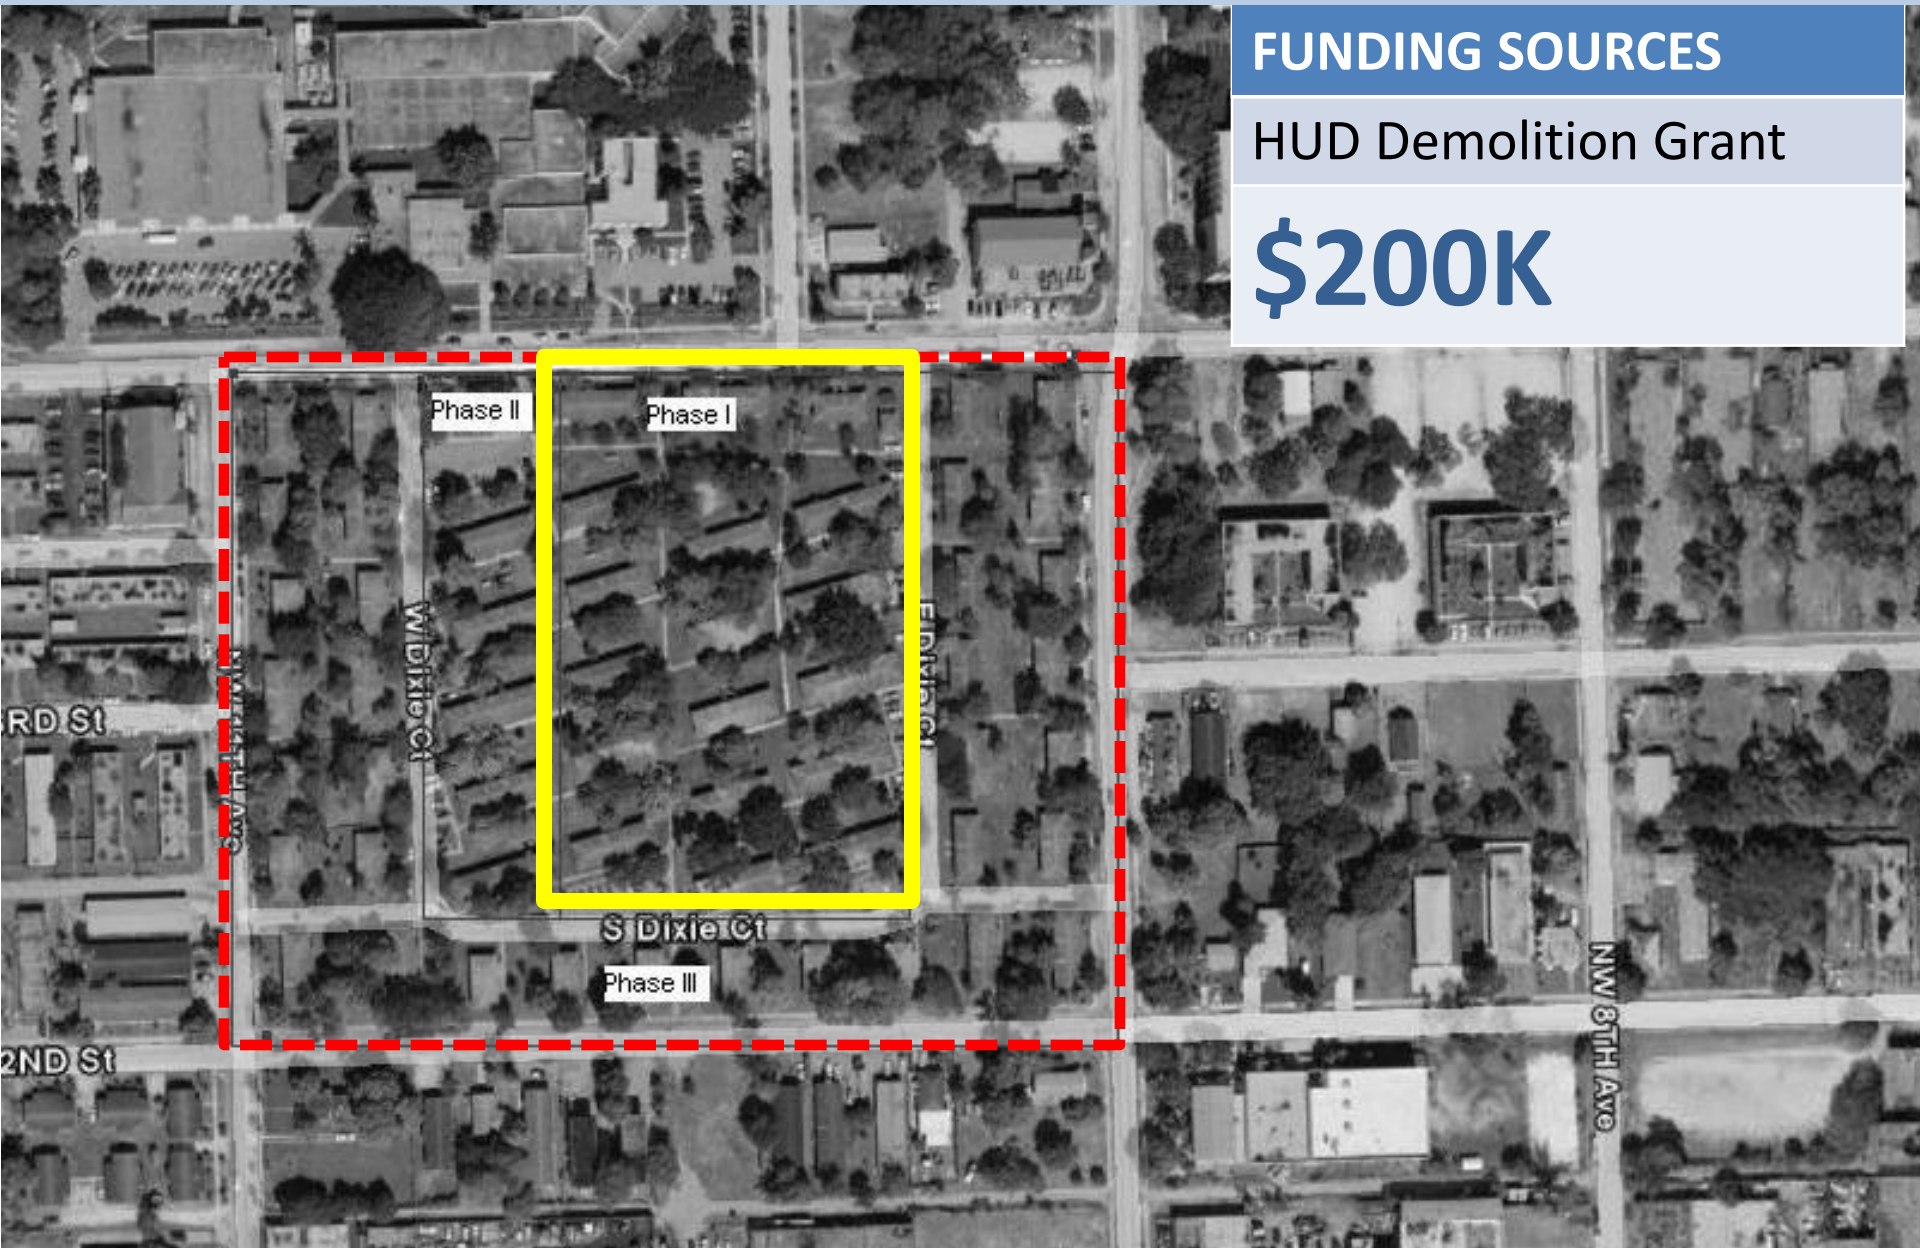 FUNDING SOURCES
HUD Demolition Grant
$200K
Phase II
Phase I
W Dixie Ct
E Dixie Ct
RD St
S Dixie Ct
Phase III
2ND St
NW 8TH Ave